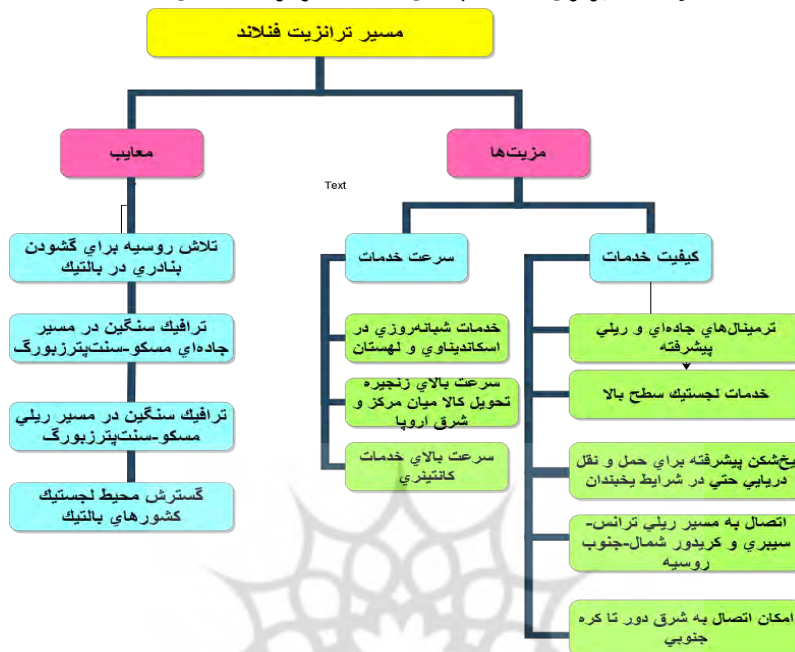 مسير ترانزيت فنلاند
مزيت‌ها
معايب
Text
كيفيت خدمات
ترمينال‌هاي جاده‌اي و ريلي
پيشرفته
خدمات لجستيك سطح بالا
يخ‌شكن پيشرفته براي حمل و نقل
دريايي حتي در شرايط يخبندان
اتصال به مسير ريلي ترانس-
سيبري و كريدور شمال-جنوب
روسيه
امكان اتصال به شرق دور تا كره
جنوبي
سرعت خدمات
خدمات شبانه‌روزي در
اسكانديناوي و لهستان
سرعت بالاي زنجيره
تحويل كالا ميان مركز و
شرق اروپا
سرعت بالاي خدمات
كانتينري
تلاش روسيه براي گشودن
بنادري در بالتيك
ترافيك سنگين در مسير
جاده‌اي مسكو-سنت‌پترزبورگ
ترافيك سنگين در مسير ريلي
مسكو-سنت‌پترزبورگ
گسترش محيط لجستيك
كشورهاي بالتيك